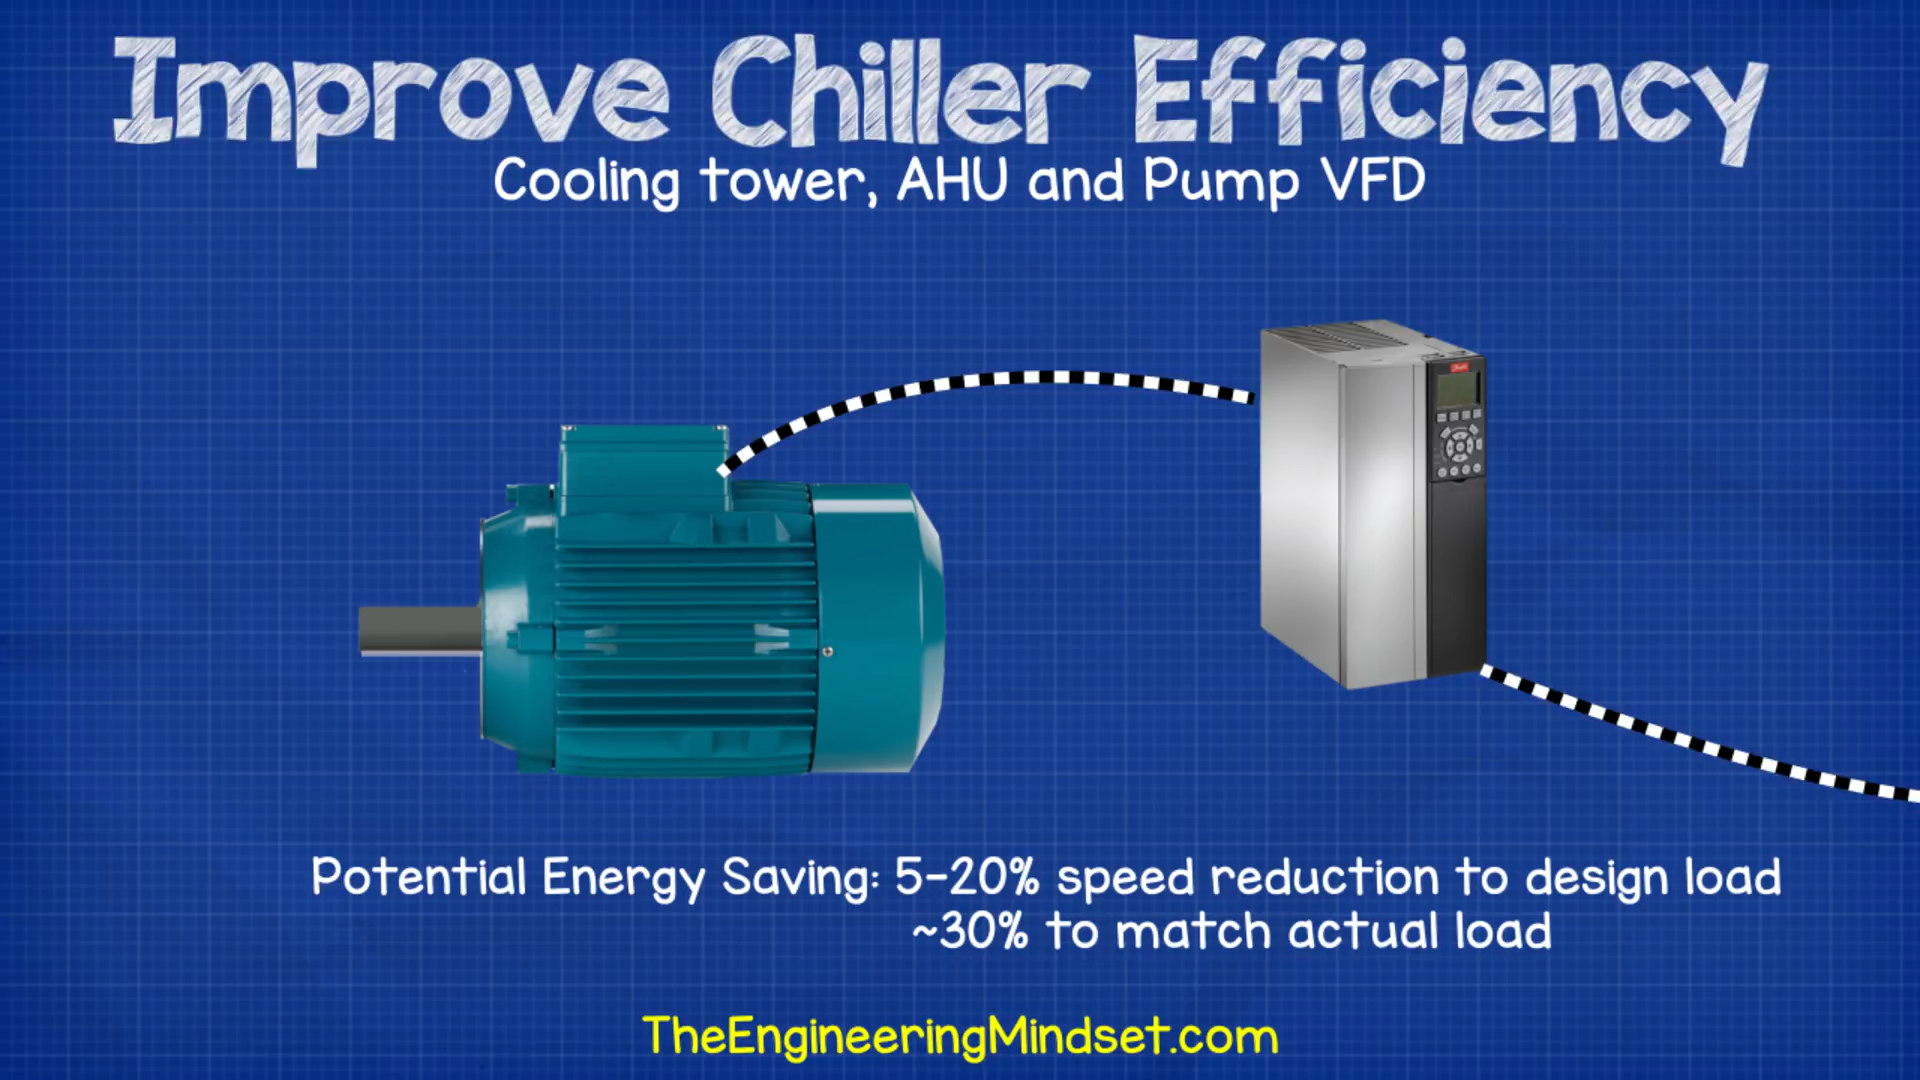 Improve Chiller Efficiency
Cooling tower, AHU and Pump VFD
Potential Energy Saving: 5-20% speed reduction to design load
~30% to match actual load
TheEngineeringMindset.com